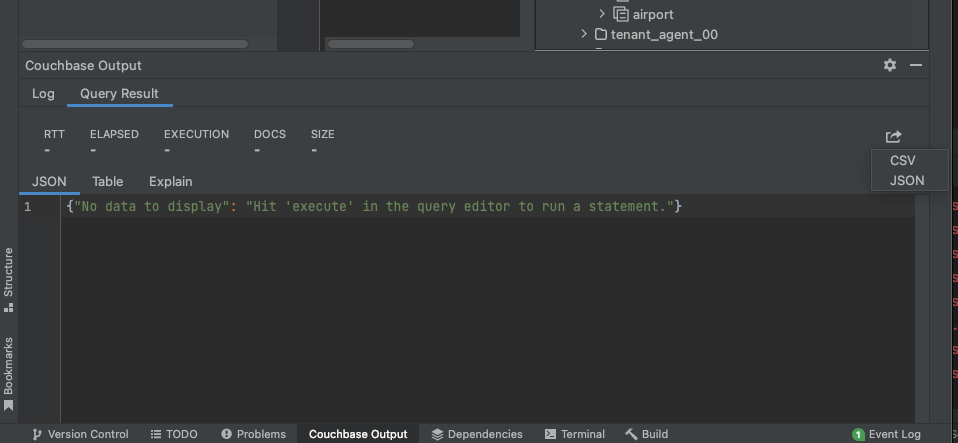 airport
tenant_agent_00
Couchbase Output
Log Query Result
RTT ELAPSED EXECUTION DOCS SIZE
- - - - -
CSV
JSON
JSON Table Explain
1 {"No data to display": "Hit 'execute' in the query editor to run a statement."}
Structure
Bookmarks
Version Control TODO Problems Couchbase Output Dependencies Terminal Build 1 Event Log